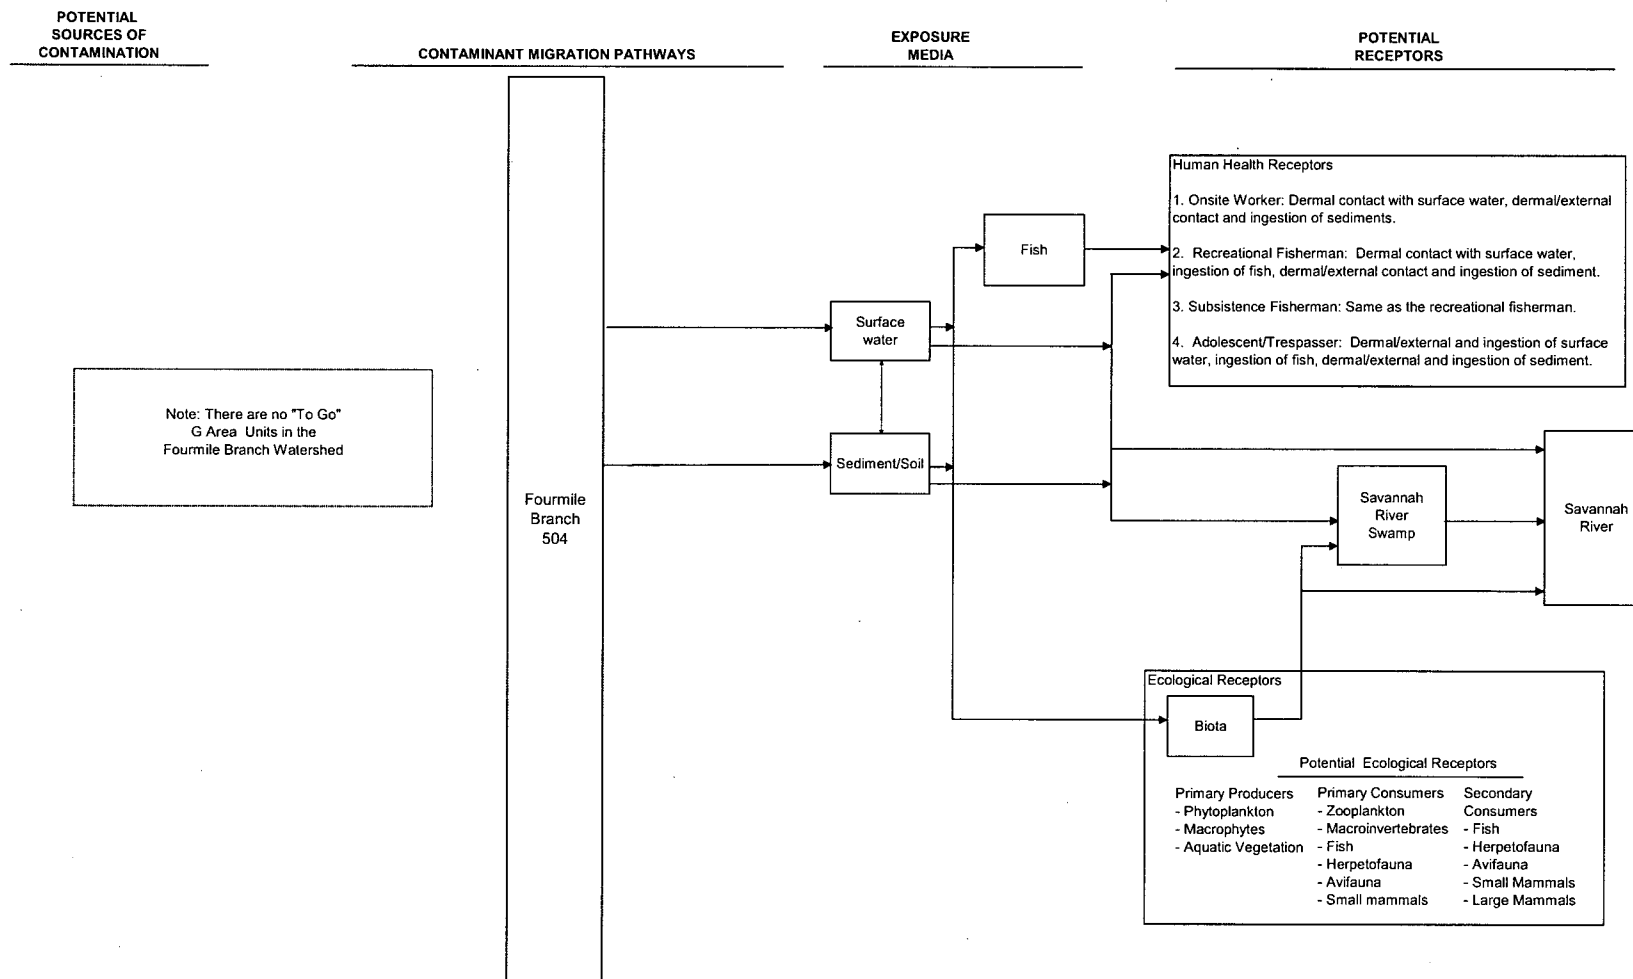 POTENTIAL
SOURCES OF
CONTAMINATION
CONTAMINANT MIGRATION PATHWAYS
EXPOSURE
MEDIA
POTENTIAL
RECEPTORS
Note: There are no "To Go"
G Area Units in the
Fourmile Branch Watershed
Fourmile
Branch
504
Surface
water
Sediment/Soil
Fish
Human Health Receptors
1. Onsite Worker: Dermal contact with surface water, dermal/external
contact and ingestion of sediments.
2. Recreational Fisherman: Dermal contact with surface water,
ingestion of fish, dermal/external contact and ingestion of sediment.
3. Subsistence Fisherman: Same as the recreational fisherman.
4. Adolescent/Trespasser: Dermal/external and ingestion of surface
water, ingestion of fish, dermal/external and ingestion of sediment.
Savannah
River
Swamp
Savannah
River
Ecological Receptors
Biota
Potential Ecological Receptors
Primary Producers
- Phytoplankton
- Macrophytes
- Aquatic Vegetation
Primary Consumers
- Zooplankton
- Macroinvertebrates
- Fish
- Herpetofauna
- Avifauna
- Small mammals
Secondary
Consumers
- Fish
- Herpetofauna
- Avifauna
- Small Mammals
- Large Mammals